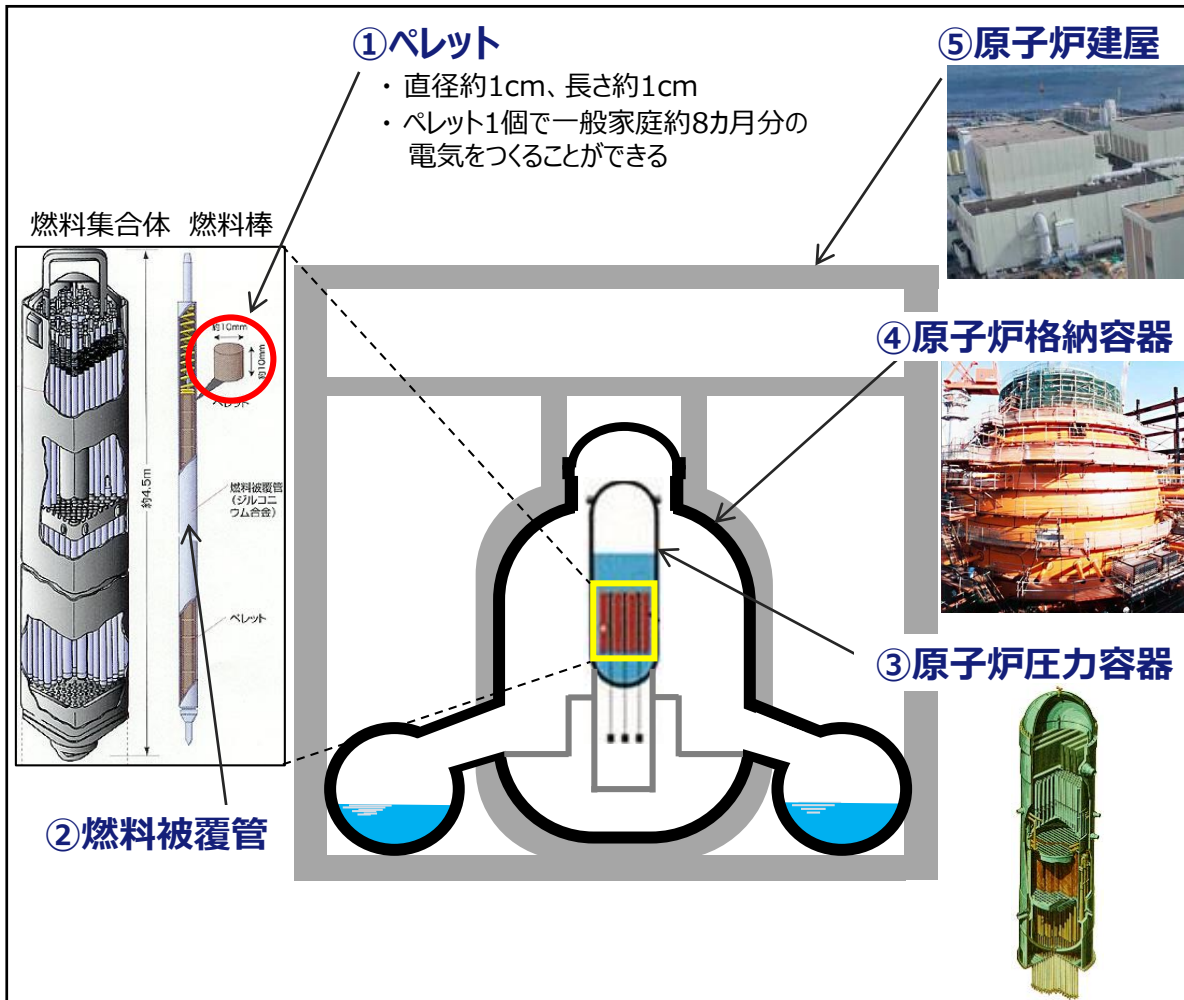 ①ペレット
・ 直径約1cm、長さ約1cm
・ ペレット1個で一般家庭約8カ月分の
電気をつくることができる
⑤原子炉建屋
燃料集合体 燃料棒
約10mm
約10mm
ペレット
約4.5m
燃料被覆管
(ジルコニ
ウム合金)
ペレット
④原子炉格納容器
③原子炉圧力容器
②燃料被覆管